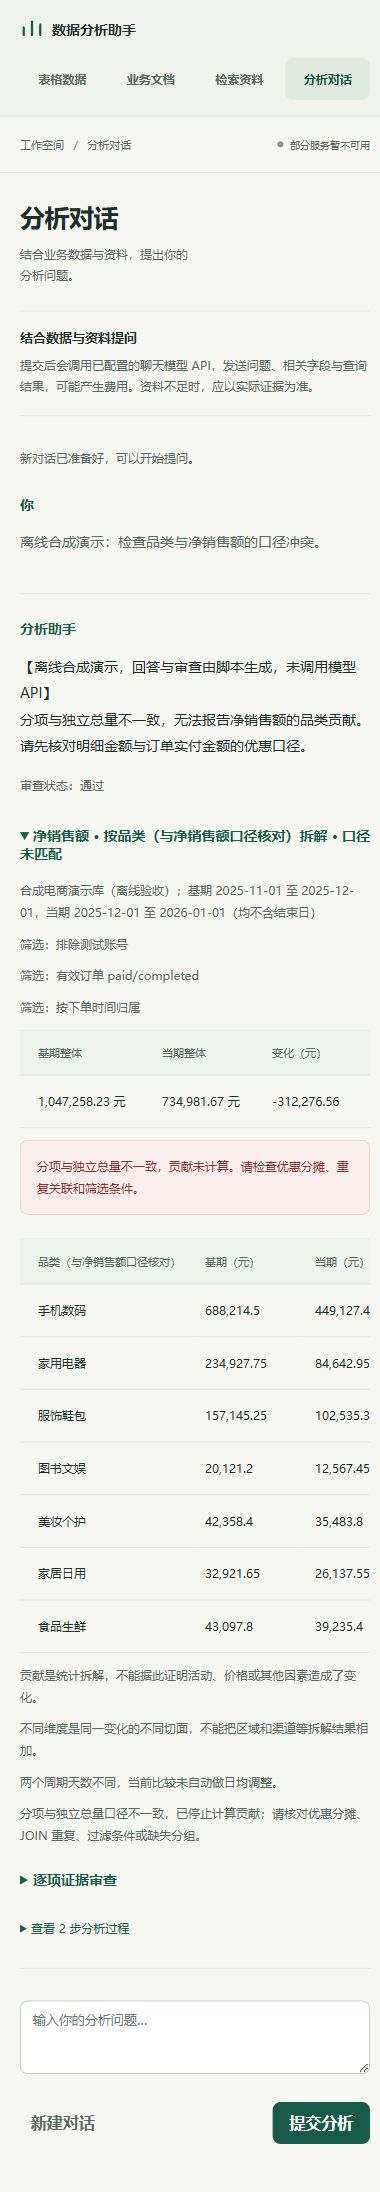 数据分析助手
表格数据 业务文档 检索资料 分析对话
工作空间 / 分析对话 部分服务暂不可用
分析对话
结合业务数据与资料，提出你的
分析问题。
结合数据与资料提问
提交后会调用已配置的聊天模型 API，发送问题、相关字段与查询
结果，可能产生费用。资料不足时，应以实际证据为准。
新对话已准备好，可以开始提问。
你
离线合成演示：检查品类与净销售额的口径冲突。
分析助手
【离线合成演示，回答与审查由脚本生成，未调用模型
API】
分项与独立总量不一致，无法报告净销售额的品类贡献。
请先核对明细金额与订单实付金额的优惠口径。
审查状态：通过
▼ 净销售额 • 按品类（与净销售额口径核对）拆解 • 口径
未匹配
合成电商演示库（离线验收）；基期 2025-11-01 至 2025-12-
01，当期 2025-12-01 至 2026-01-01（均不含结束日）
筛选：排除测试账号
筛选：有效订单 paid/completed
筛选：按下单时间归属
基期整体 当期整体 变化（元）
1,047,258.23 元 734,981.67 元 -312,276.56
分项与独立总量不一致，贡献未计算。请检查优惠分摊、重
复关联和筛选条件。
品类（与净销售额口径核对） 基期（元） 当期（元）
手机数码 688,214.5 449,127.4
家用电器 234,927.75 84,642.95
服饰鞋包 157,145.25 102,535.3
图书文娱 20,121.2 12,567.45
美妆个护 42,358.4 35,483.8
家居日用 32,921.65 26,137.55
食品生鲜 43,097.8 39,235.4
贡献是统计拆解，不能据此证明活动、价格或其他因素造成了变
化。
不同维度是同一变化的不同切面，不能把区域和渠道等拆解结果相
加。
两个周期天数不同，当前比较未自动做日均调整。
分项与独立总量口径不一致，已停止计算贡献；请核对优惠分摊、
JOIN 重复、过滤条件或缺失分组。
▶ 逐项证据审查
▶ 查看 2 步分析过程
输入你的分析问题...
新建对话 提交分析